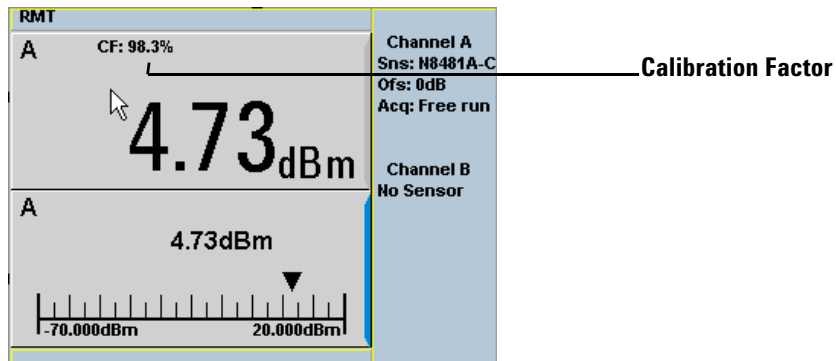 RMT
A
CF: 98.3%
4.73dBm
Channel A
Sns: N8481A-C
Ofs: 0dB
Acq: Free run
Channel B
No Sensor
A
4.73dBm
-70.000dBm
20.000dBm
Calibration Factor